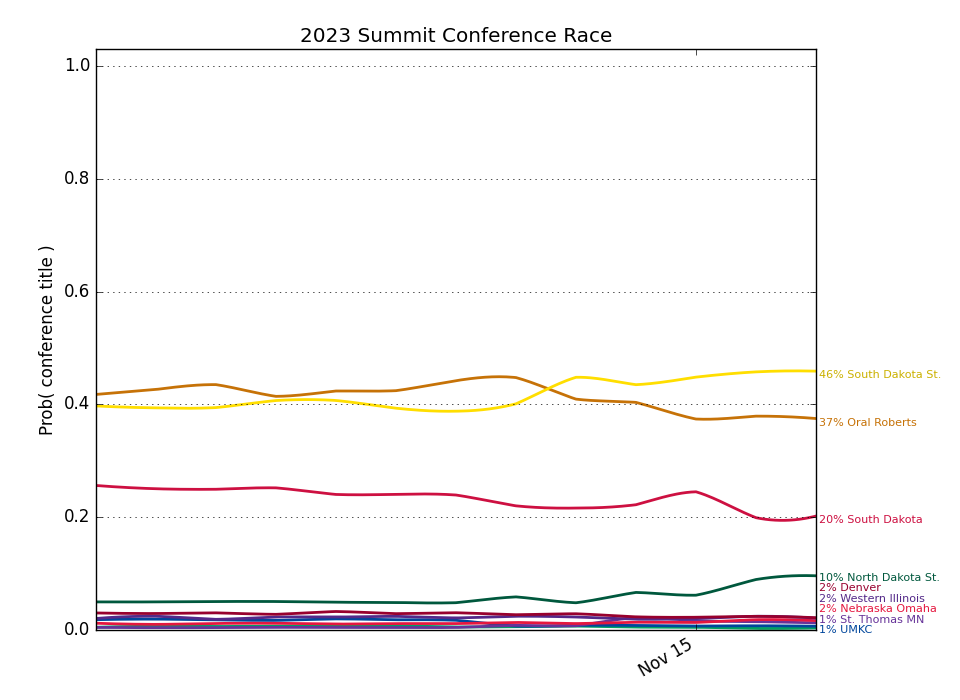 2023 Summit Conference Race
Prob( conference title )
1.0
0.8
0.6
0.4
0.2
0.0
46% South Dakota St.
37% Oral Roberts
20% South Dakota
10% North Dakota St.
2% Denver
2% Western Illinois
2% Nebraska Omaha
1% St. Thomas MN
1% UMKC
Nov 15